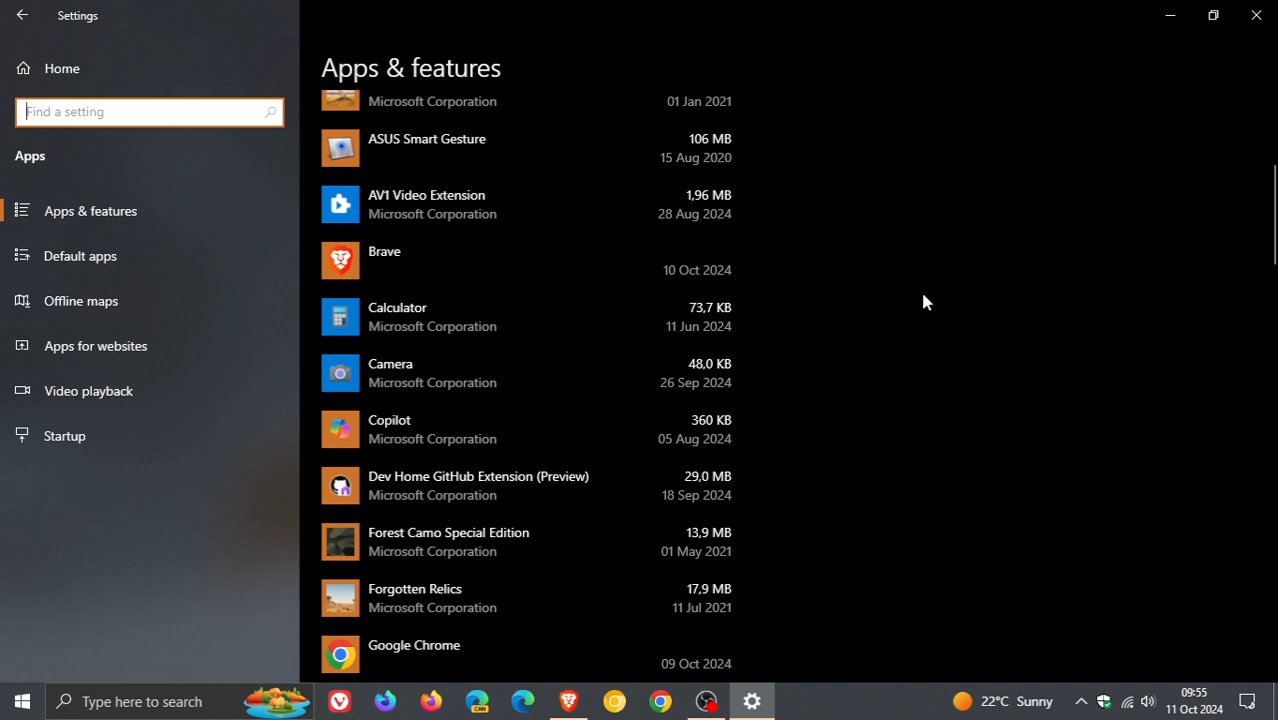 Settings
Home
Find a setting
Apps
Apps & features
Default apps
Offline maps
Apps for websites
Video playback
Startup
Apps & features
Microsoft Corporation 01 Jan 2021
ASUS Smart Gesture 106 MB
15 Aug 2020
AV1 Video Extension 1,96 MB
Microsoft Corporation 28 Aug 2024
Brave
10 Oct 2024
Calculator 73,7 KB
Microsoft Corporation 11 Jun 2024
Camera 48,0 KB
Microsoft Corporation 26 Sep 2024
Copilot 360 KB
Microsoft Corporation 05 Aug 2024
Dev Home GitHub Extension (Preview) 29,0 MB
Microsoft Corporation 18 Sep 2024
Forest Camo Special Edition 13,9 MB
Microsoft Corporation 01 May 2021
Forgotten Relics 17,9 MB
Microsoft Corporation 11 Jul 2021
Google Chrome
09 Oct 2024
Type here to search
CAN
22°C Sunny
09:55
11 Oct 2024